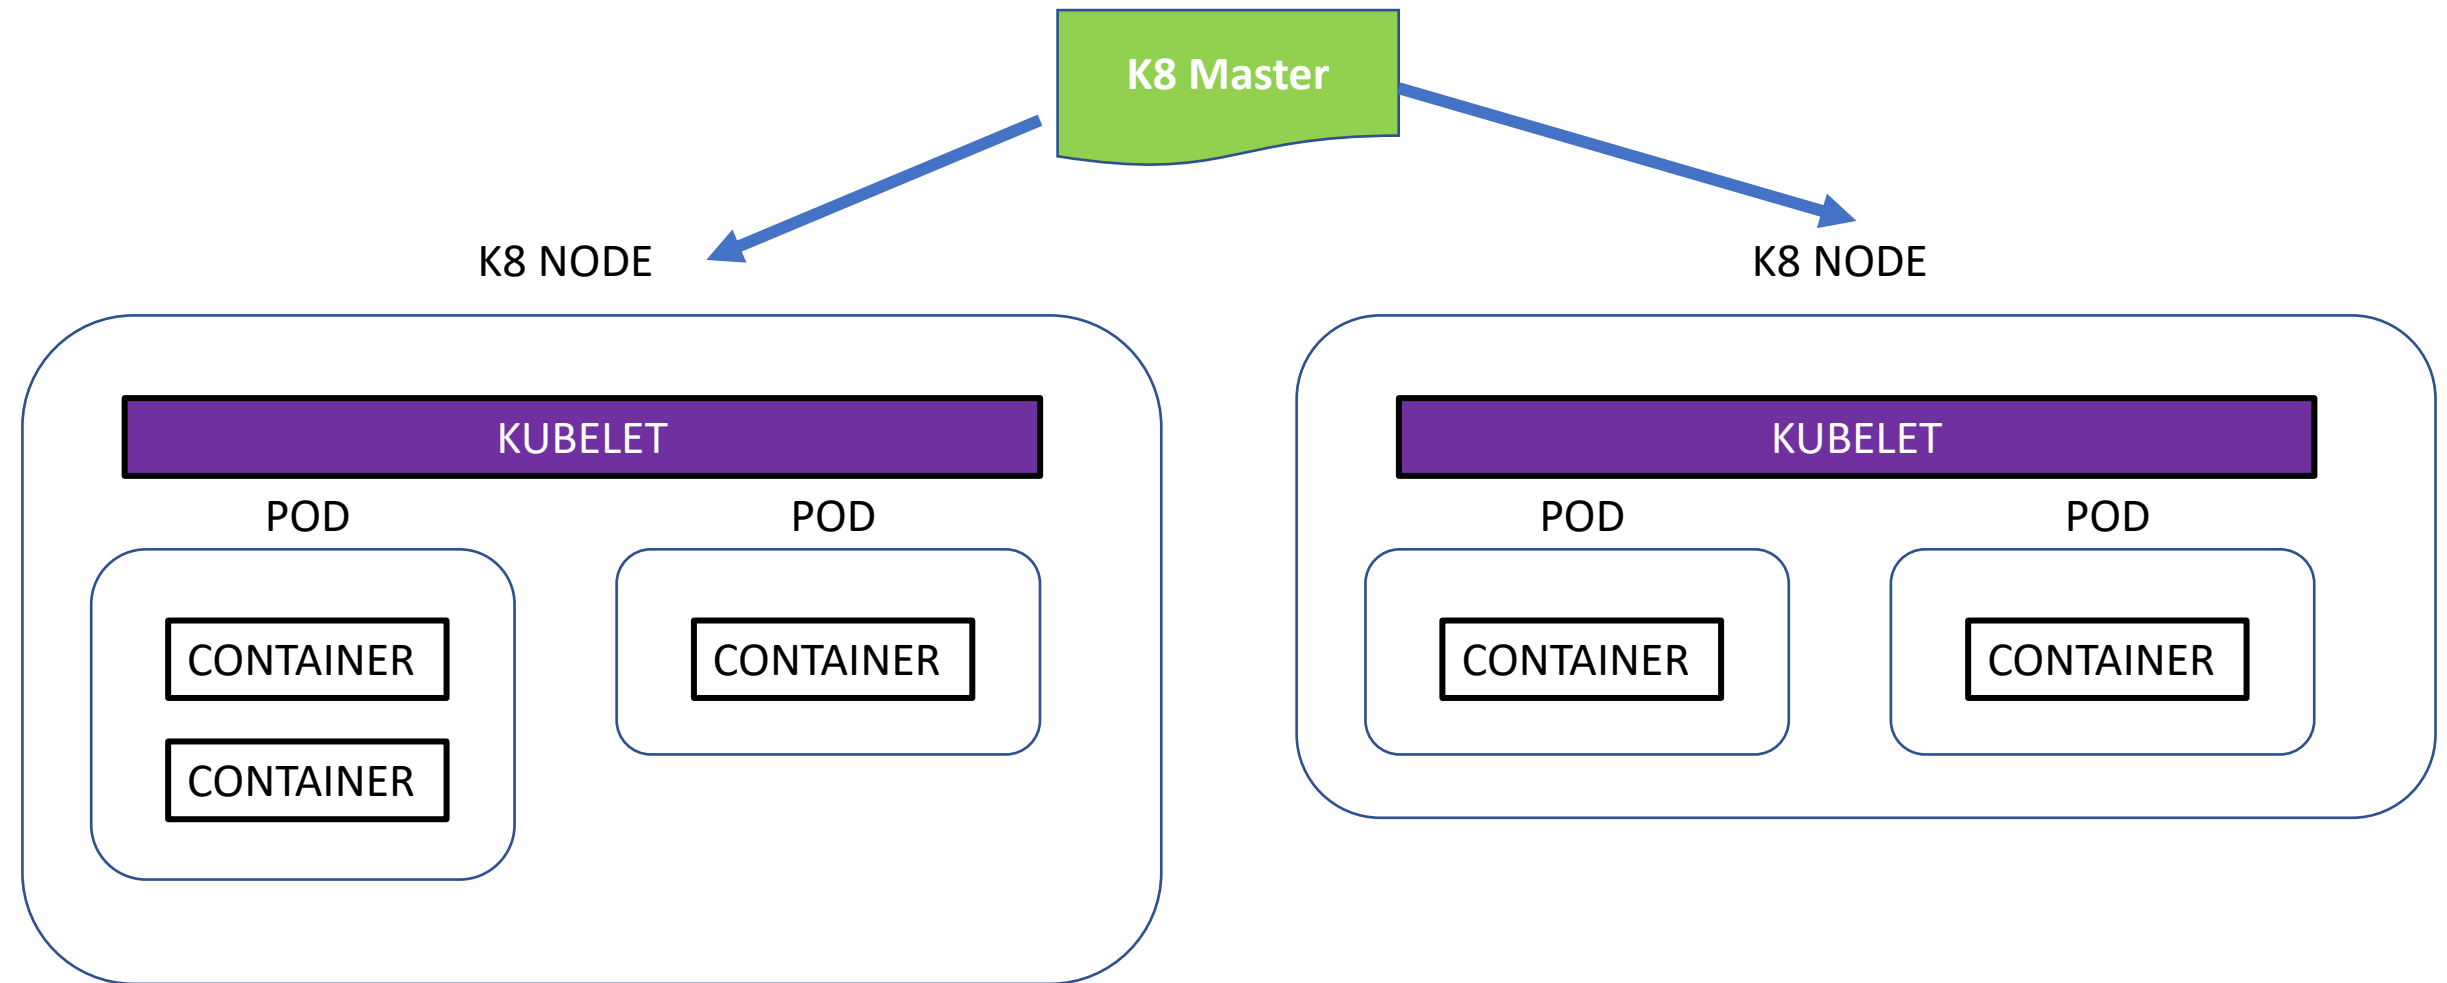 K8 Master
K8 NODE
K8 NODE
KUBELET
POD
POD
CONTAINER
CONTAINER
CONTAINER
KUBELET
POD
POD
CONTAINER
CONTAINER